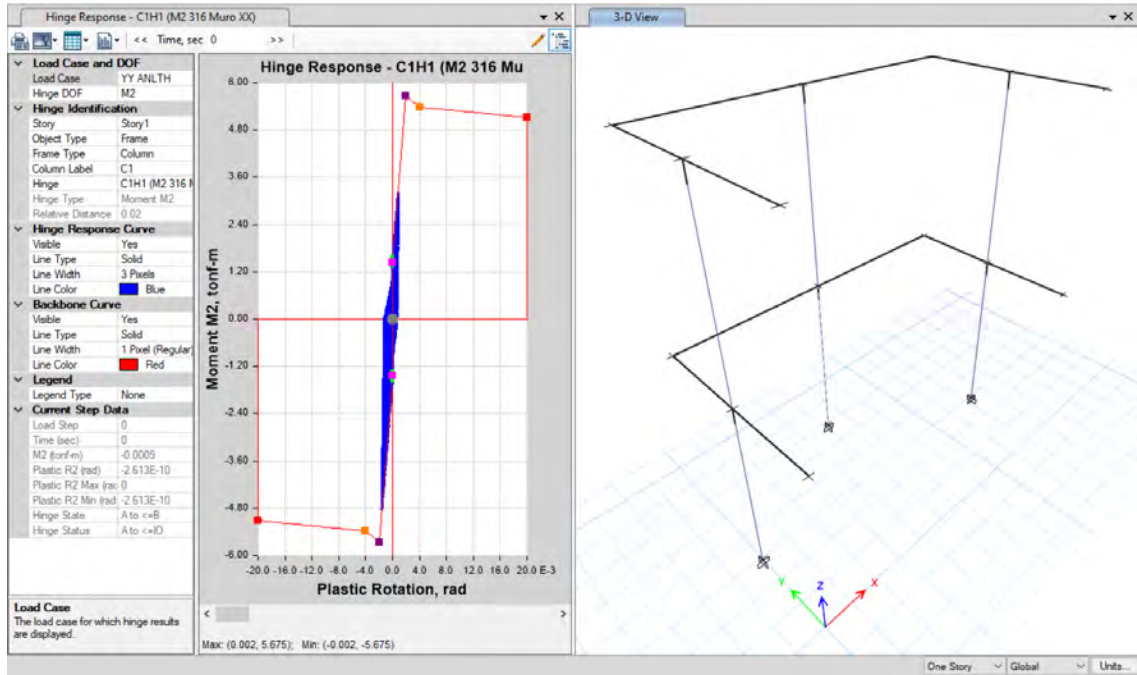 Hinge Response - C1H1 (M2 316 Muro XX)
3-D View
<< Time, sec 0 >>
Load Case and DOF
Load Case YY ANLTH
Hinge DOF M2
Hinge Identification
Story Story1
Object Type Frame
Frame Type Column
Column Label C1
Hinge C1H1 (M2 316 M
Hinge Type Moment M2
Relative Distance 0.02
Hinge Response Curve
Visible Yes
Line Type Solid
Line Width 3 Pixels
Line Color Blue
Backbone Curve
Visible Yes
Line Type Solid
Line Width 1 Pixel (Regular)
Line Color Red
Legend
Legend Type None
Current Step Data
Load Step 0
Time (sec) 0
M2 (tonf-m) -0.0009
Plastic R2 (rad) -2.613E-10
Plastic R2 Max (rad 0
Plastic R2 Min (rad -2.613E-10
Hinge State A to <=B
Hinge Status A to <=IO
Load Case
The load case for which hinge results
are displayed.
Hinge Response - C1H1 (M2 316 Mu
6.00
4.80
3.60
2.40
1.20
0.00
-1.20
-2.40
-3.60
-4.80
-6.00
Moment M2, tonf-m
-20.0 -16.0 -12.0 -8.0 -4.0 0.0 4.0 8.0 12.0 16.0 20.0 E-3
Plastic Rotation, rad
Max: (0.002, 5.675); Min: (-0.002, -5.675)
Y
Z
X
One Story
Global
Units...